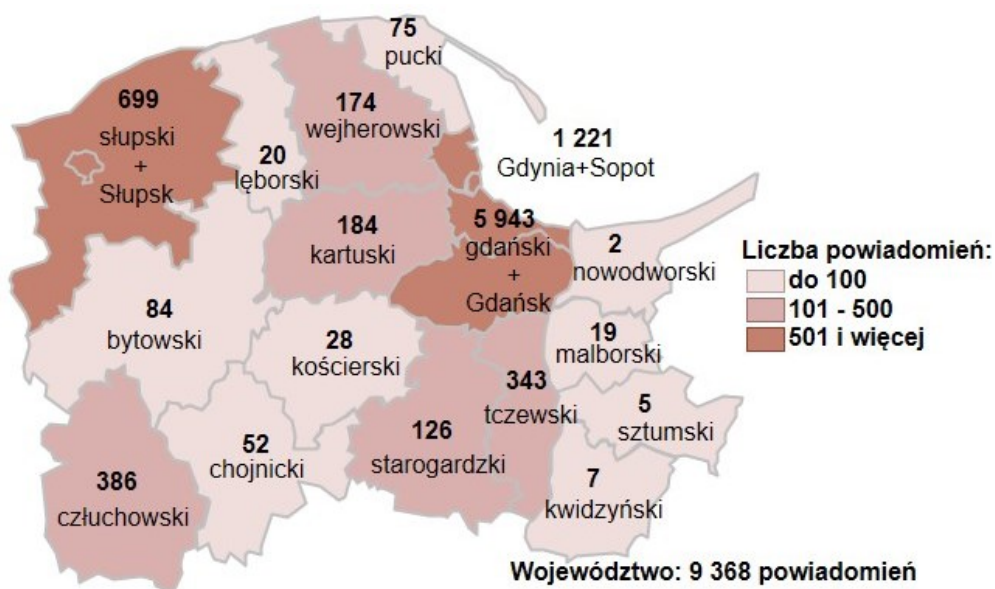 75
pucki
699
słupski
+
Słupsk
174
wejherowski
20
lęborski
1 221
Gdynia+Sopot
184
kartuski
5 943
gdański
+
Gdańsk
2
nowodworski
Liczba powiadomień:
do 100
101 - 500
501 i więcej
84
bytowski
28
kościerski
19
malborski
343
tczewski
5
sztumski
386
człuchowski
52
chojnicki
126
starogardzki
7
kwidzyński
Województwo: 9 368 powiadomień